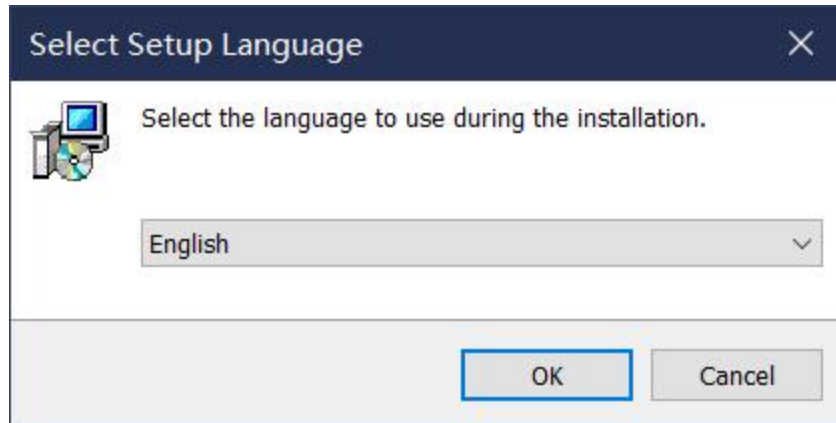 Select Setup Language
Select the language to use during the installation.
English
OK
Cancel